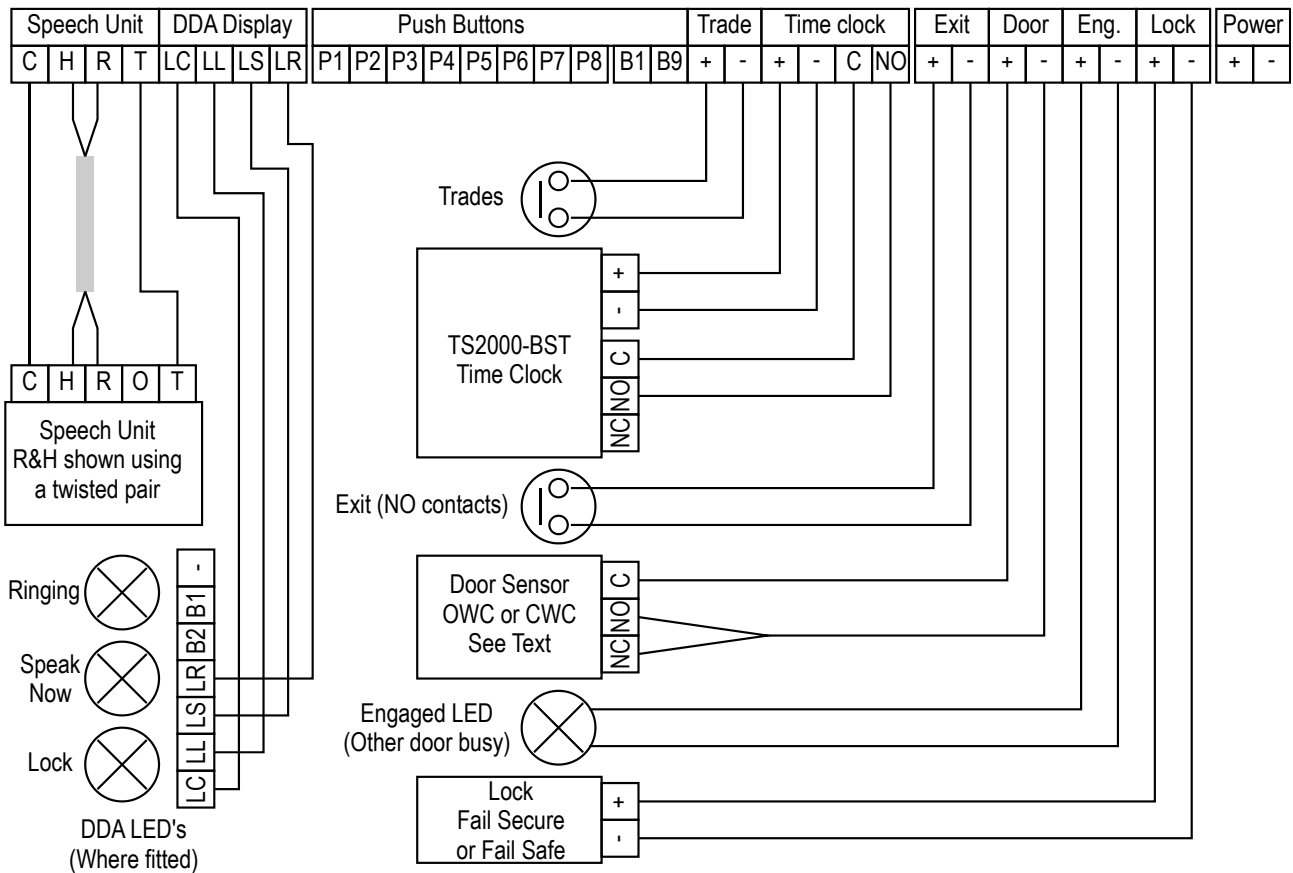 Speech Unit DDA Display Push Buttons Trade Time clock Exit Door Eng. Lock Power
C H R T LC LL LS LR P1 P2 P3 P4 P5 P6 P7 P8 B1 B9 + - + - C NO + - + - + - + - + -
Trades
TS2000-BST
Time Clock
+
-
C
NO
NC
C H R O T
Speech Unit
R&H shown using
a twisted pair
Exit (NO contacts)
Door Sensor
OWC or CWC
See Text
C
NO
NC
Ringing
Speak
Now
Lock
-
B1
B2
LR
LS
LL
LC
DDA LED's
(Where fitted)
Engaged LED
(Other door busy)
Lock
Fail Secure
or Fail Safe
+
-